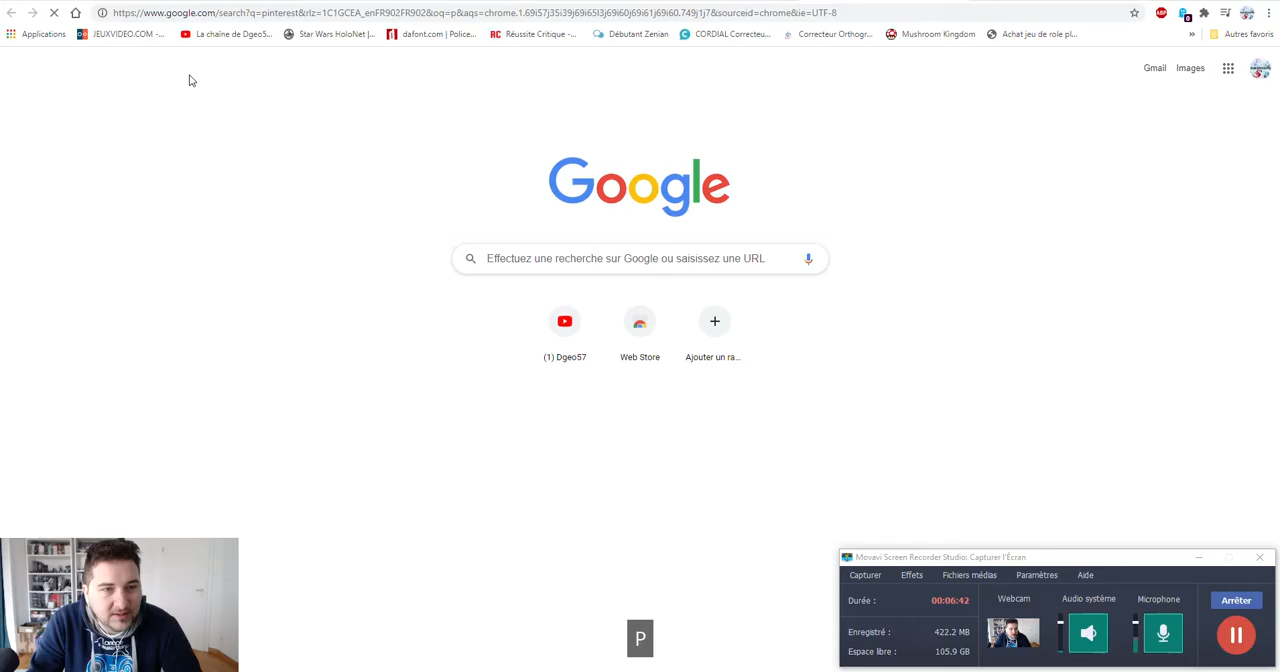 https://www.google.com/search?q=pinterest&rlz=1C1GCEA_enFR902FR902&oq=p&aqs=chrome.1.69i57j35i39j69i65l3j69i60j69i61j69i60.749j1j7&sourceid=chrome&ie=UTF-8
Applications JEUXVIDEO.COM -... La chaîne de Dgeo5... Star Wars HoloNet |... dafont.com | Police... RC Réussite Critique -... Débutant Zenian CORDIAL Correcteu... Correcteur Orthogr... Mushroom Kingdom Achat jeu de role pl... » Autres favoris
Gmail Images
Google
Effectuez une recherche sur Google ou saisissez une URL
(1) Dgeo57 Web Store Ajouter un ra...
Movavi Screen Recorder Studio: Capturer l'Écran
Capturer Effets Fichiers médias Paramètres Aide
Durée : 00:06:42 Webcam Audio système Microphone Arrêter
Enregistré : 422.2 MB
Espace libre : 105.9 GB
P